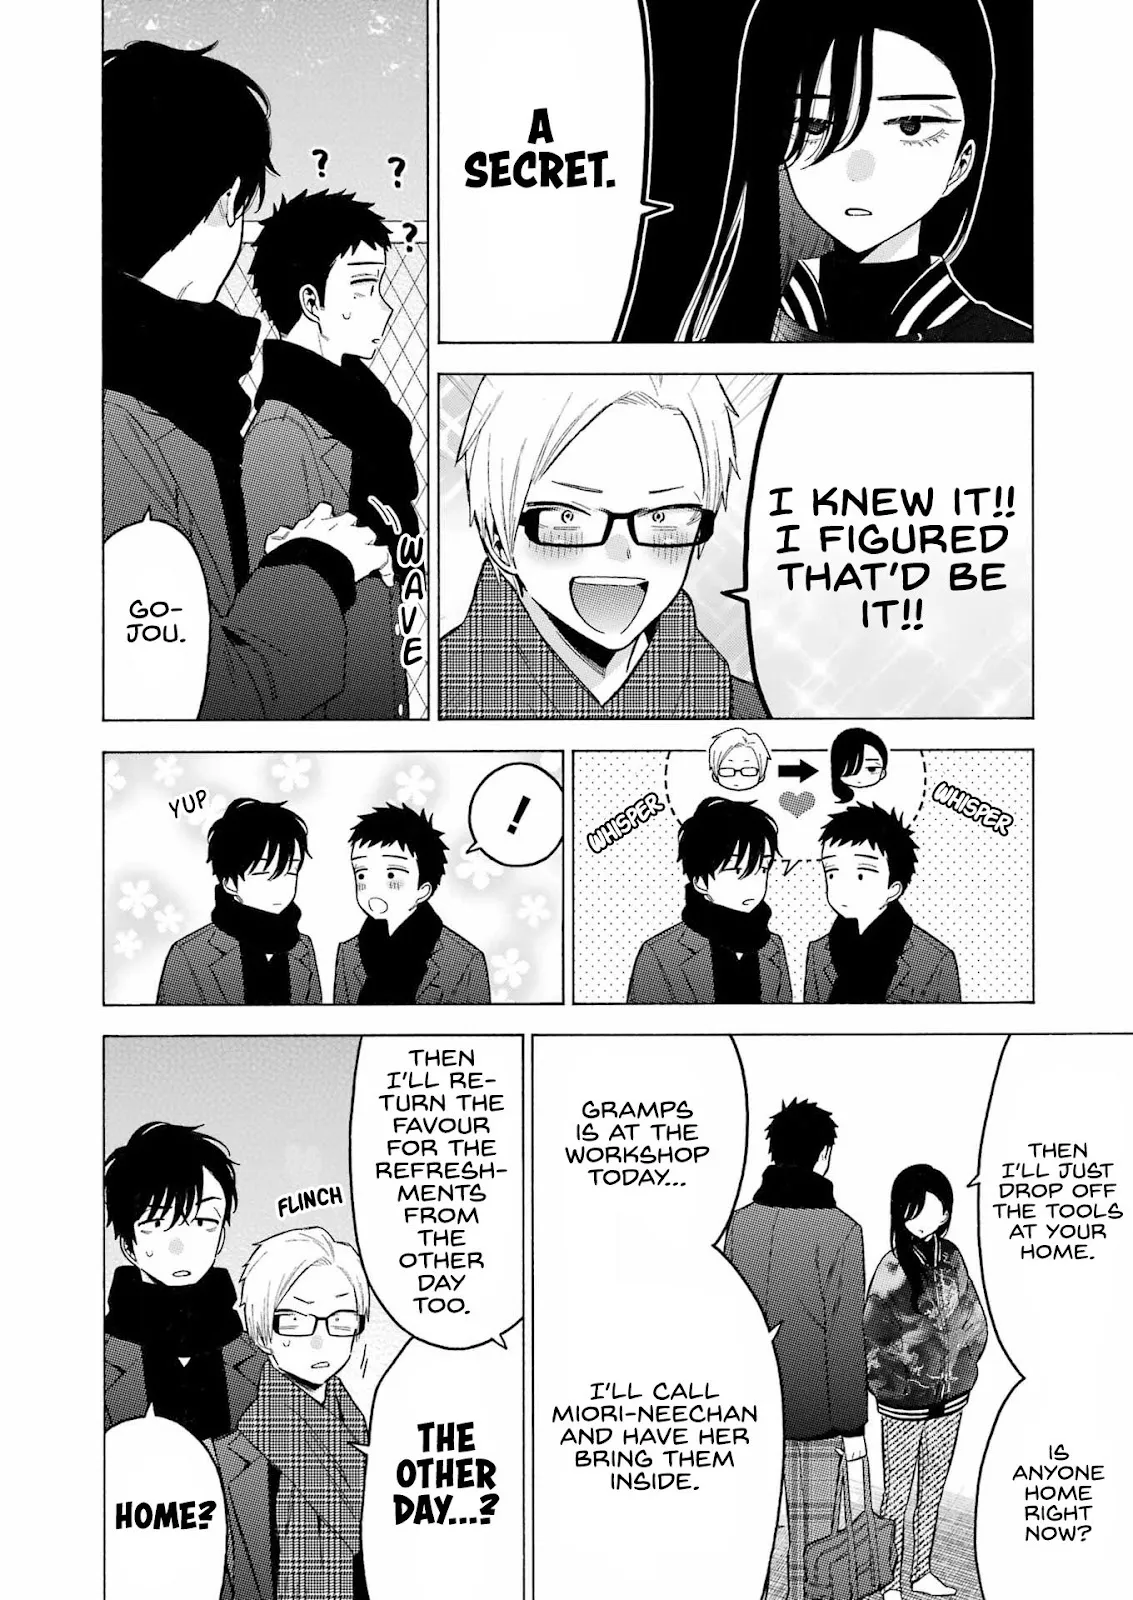 A
SECRET.
?
?
?
I KNEW IT!!
I FIGURED
THAT'D BE
IT!!
WAVE
GO-
JOU.
WHISPER
WHISPER
!
YUP
THEN
I'LL JUST
DROP OFF
THE TOOLS
AT YOUR
HOME.
IS
ANYONE
HOME
RIGHT
NOW?
GRAMPS
IS AT THE
WORKSHOP
TODAY...
I'LL CALL
MIORI-NEECHAN
AND HAVE HER
BRING THEM
INSIDE.
THEN
I'LL RE-
TURN THE
FAVOUR
FOR THE
REFRESH-
MENTS
FROM
THE
OTHER
DAY
TOO.
FLINCH
THE
OTHER
DAY...?
HOME?